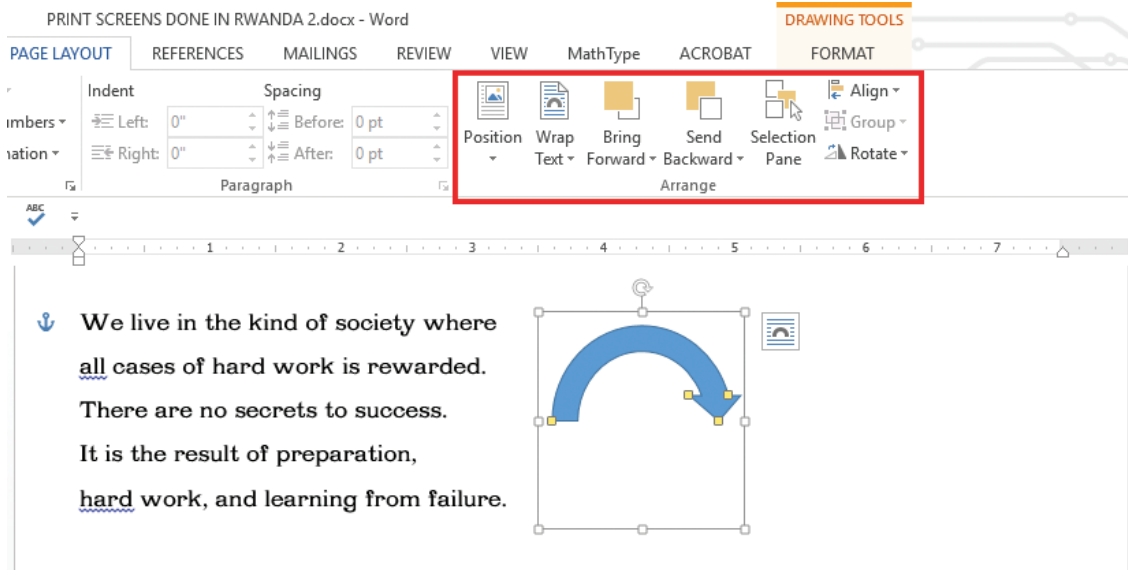 PRINT SCREENS DONE IN RWANDA 2.docx - Word
DRAWING TOOLS
PAGE LAYOUT REFERENCES MAILINGS REVIEW VIEW MathType ACROBAT FORMAT
Indent Spacing
umbers Left: 0" Before: 0 pt
nation Right: 0" After: 0 pt
Paragraph
Position Wrap Text Bring Forward Send Backward Selection Pane
Align
Group
Rotate
Arrange
ABC
1 2 3 4 5 6 7
We live in the kind of society where
all cases of hard work is rewarded.
There are no secrets to success.
It is the result of preparation,
hard work, and learning from failure.